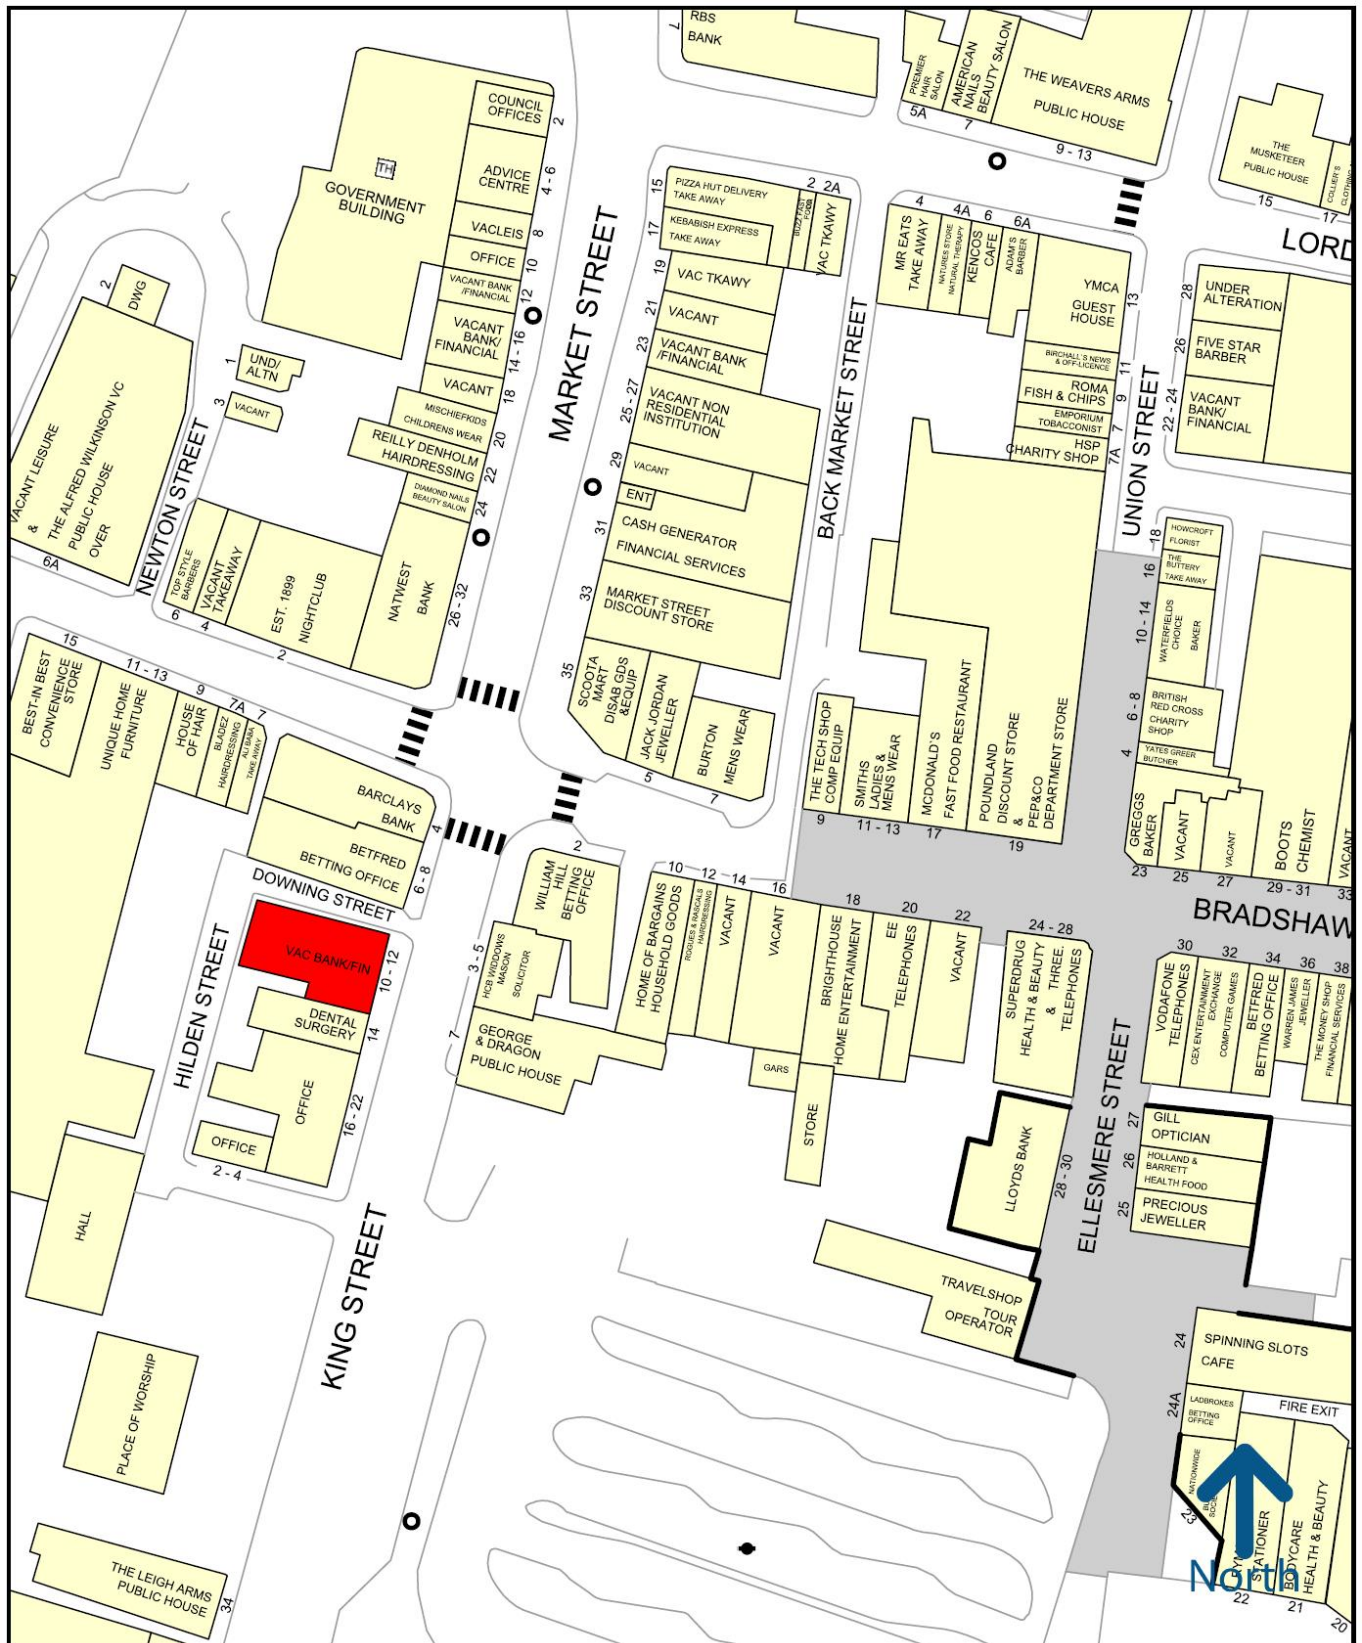 7
RBS
BANK
PREMIER
HAIR
SALON
5A
AMERICAN
NAILS
BEAUTY SALON
7
THE WEAVERS ARMS
PUBLIC HOUSE
9 - 13
THE
MUSKETEER
PUBLIC HOUSE
15
COLLIER'S
17
LORD
COUNCIL
OFFICES
2
TH
GOVERNMENT
BUILDING
ADVICE
CENTRE
4 - 6
VACLEIS
8
OFFICE
10
VACANT BANK
/FINANCIAL
12
VACANT
BANK/
FINANCIAL
14 - 16
VACANT
18
MISCHIEFKIDS
CHILDRENS WEAR
20
REILLY DENHOLM
HAIRDRESSING
22
DIAMOND NAILS
BEAUTY SALON
24
NATWEST
BANK
26 - 32
EST. 1899
NIGHTCLUB
2
VACANT
TAKEAWAY
4
TOP STYLE
BARBERS
6
2
DWG
1
UND/
ALTN
3
VACANT
NEWTON STREET
VACANT LEISURE
&
THE ALFRED WILKINSON VC
PUBLIC HOUSE
OVER
6A
MARKET STREET
15
PIZZA HUT DELIVERY
TAKE AWAY
2
2A
VAC TKAWY
17
KEBABISH EXPRESS
TAKE AWAY
19
VAC TKAWY
21
VACANT
23
VACANT BANK
/FINANCIAL
25 - 27
VACANT NON
RESIDENTIAL
INSTITUTION
29
VACANT
ENT
31
CASH GENERATOR
FINANCIAL SERVICES
33
MARKET STREET
DISCOUNT STORE
35
SCOOTA
MART
DISAB GDS
&EQUIP
JACK JORDAN
JEWELLER
5
BURTON
MENS WEAR
7
BACK MARKET STREET
4
MR EATS
TAKE AWAY
4A
NATURES STORE
NATURAL THERAPY
6
KENCOS
CAFE
6A
ADAM'S
BARBER
YMCA
GUEST
HOUSE
13
BIRCHALL'S NEWS
& OFF-LICENCE
11
ROMA
FISH & CHIPS
9
EMPORIUM
TOBACCONIST
7
HSP
CHARITY SHOP
7A
UNION STREET
28
UNDER
ALTERATION
26
FIVE STAR
BARBER
22 - 24
VACANT
BANK/
FINANCIAL
18
HOWCROFT
FLORIST
16
THE
BUTTERY
TAKE AWAY
10 - 14
WATERFIELDS
CHOICE
BAKER
6 - 8
BRITISH
RED CROSS
CHARITY
SHOP
4
YATES GREER
BUTCHER
GREGGS
BAKER
23
VACANT
25
VACANT
27
BOOTS
CHEMIST
29 - 31
VACANT
33
THE TECH SHOP
COMP EQUIP
9
SMITHS
LADIES &
MENS WEAR
11 - 13
MCDONALD'S
FAST FOOD RESTAURANT
17
POUNDLAND
DISCOUNT STORE
&
PEP&CO
DEPARTMENT STORE
19
BRADSHAW
BEST-IN BEST
CONVENIENCE
STORE
15
UNIQUE HOME
FURNITURE
11 - 13
HOUSE
OF HAIR
9
BLADEZ
HAIRDRESSING
7A
ALI BABA
TAKE AWAY
7
BARCLAYS
BANK
4
BETFRED
BETTING OFFICE
6 - 8
DOWNING STREET
HILDEN STREET
VAC BANK/FIN
10 - 12
DENTAL
SURGERY
14
OFFICE
16 - 22
OFFICE
2 - 4
HALL
PLACE OF WORSHIP
THE LEIGH ARMS
PUBLIC HOUSE
34
KING STREET
2
WILLIAM
HILL
BETTING
OFFICE
3 - 5
HCB WIDDOWS
MASON
SOLICITOR
7
GEORGE
& DRAGON
PUBLIC HOUSE
10
HOME OF BARGAINS
HOUSEHOLD GOODS
12
ROGUES & RASCALS
HAIRDRESSING
14
VACANT
16
VACANT
GARS
STORE
18
BRIGHTHOUSE
HOME ENTERTAINMENT
20
EE
TELEPHONES
22
VACANT
24 - 28
SUPERDRUG
HEALTH & BEAUTY
&
THREE.
TELEPHONES
30
VODAFONE
TELEPHONES
32
CEX ENTERTAINMENT
EXCHANGE
COMPUTER GAMES
34
BETFRED
BETTING OFFICE
36
WARREN JAMES
JEWELLER
38
THE MONEY SHOP
FINANCIAL SERVICES
ELLESMERE STREET
LLOYDS BANK
28 - 30
27
GILL
OPTICIAN
26
HOLLAND &
BARRETT
HEALTH FOOD
25
PRECIOUS
JEWELLER
TRAVELSHOP
TOUR
OPERATOR
24
SPINNING SLOTS
CAFE
24A
LADBROKES
BETTING
OFFICE
FIRE EXIT
NATIONWIDE
23
STATIONER
22
BODYCARE
HEALTH & BEAUTY
21
20
North